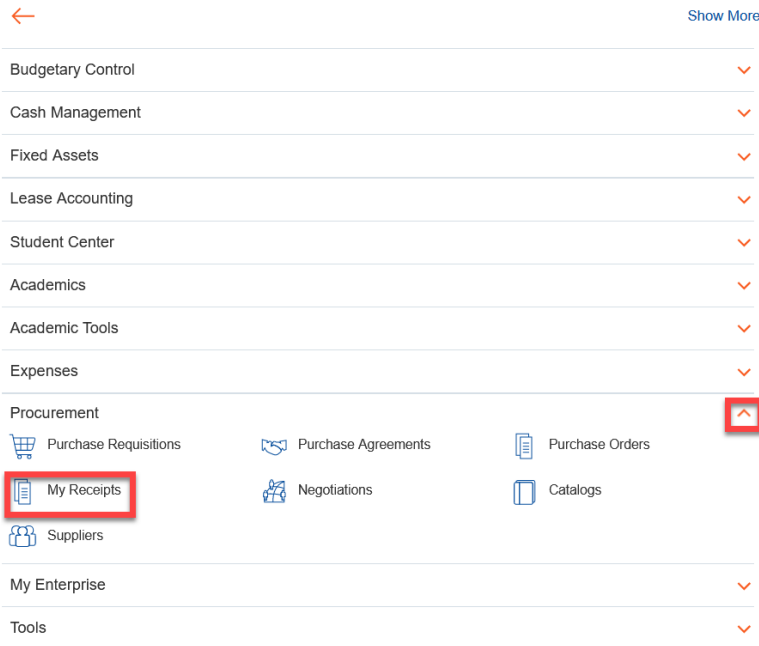 Show More
Budgetary Control
Cash Management
Fixed Assets
Lease Accounting
Student Center
Academics
Academic Tools
Expenses
Procurement
Purchase Requisitions Purchase Agreements Purchase Orders
My Receipts Negotiations Catalogs
Suppliers
My Enterprise
Tools